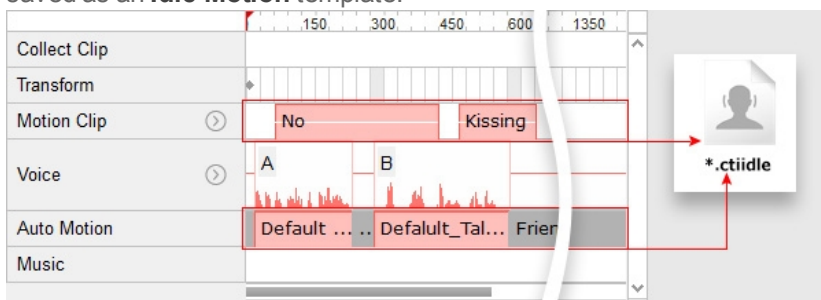 saved as an Idle Motion template.
150 300 450 600 1350
Collect Clip
Transform
Motion Clip No Kissing
Voice A B
*.ctiidle
Auto Motion Default ... .. Defalult_Tal... Frien
Music